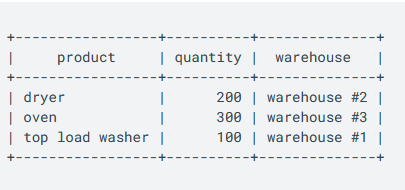 +----------------+----------+--------------+
|     product    | quantity |  warehouse   |
+----------------+----------+--------------+
| dryer          |      200 | warehouse #2 |
| oven           |      300 | warehouse #3 |
| top load washer |      100 | warehouse #1 |
+----------------+----------+--------------+